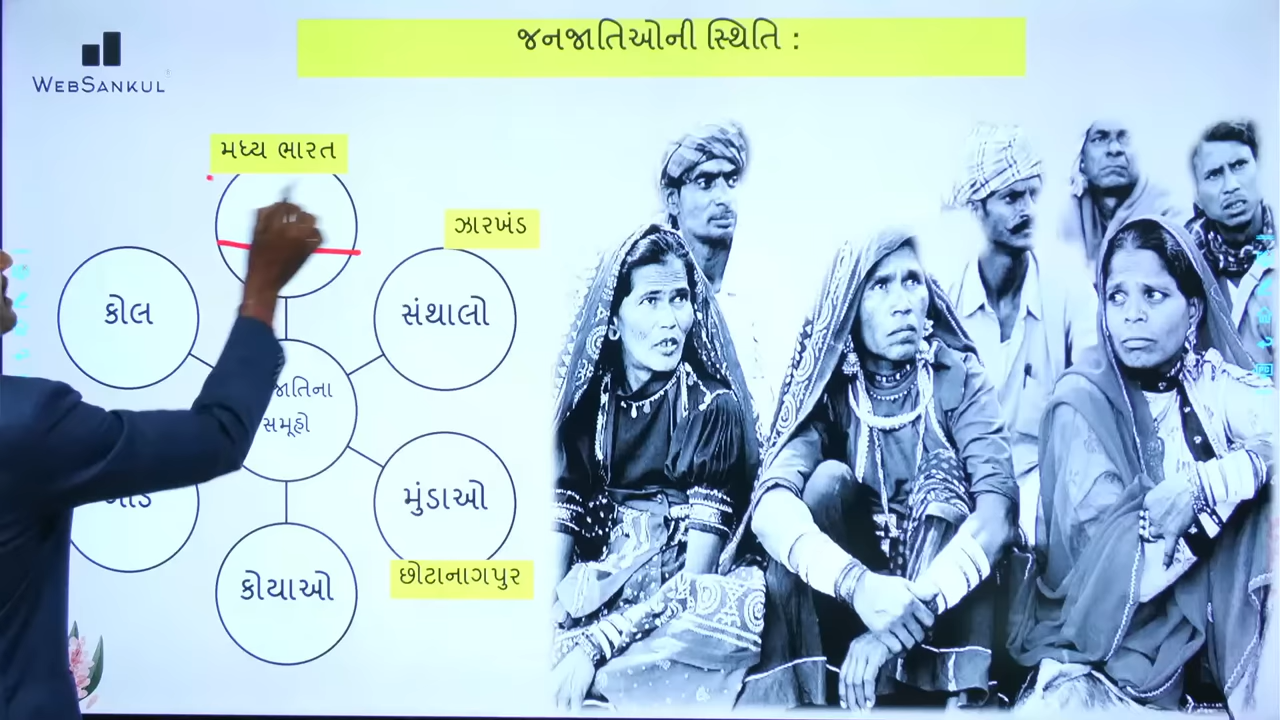 જનજાતિઓની સ્થિતિ :
WEBSANKUL
મધ્ય ભારત
ઝારખંડ
કોલ
સંથાલો
જાતિના
સમૂહો
મુંડાઓ
છોટાનાગપુર
કોયાઓ